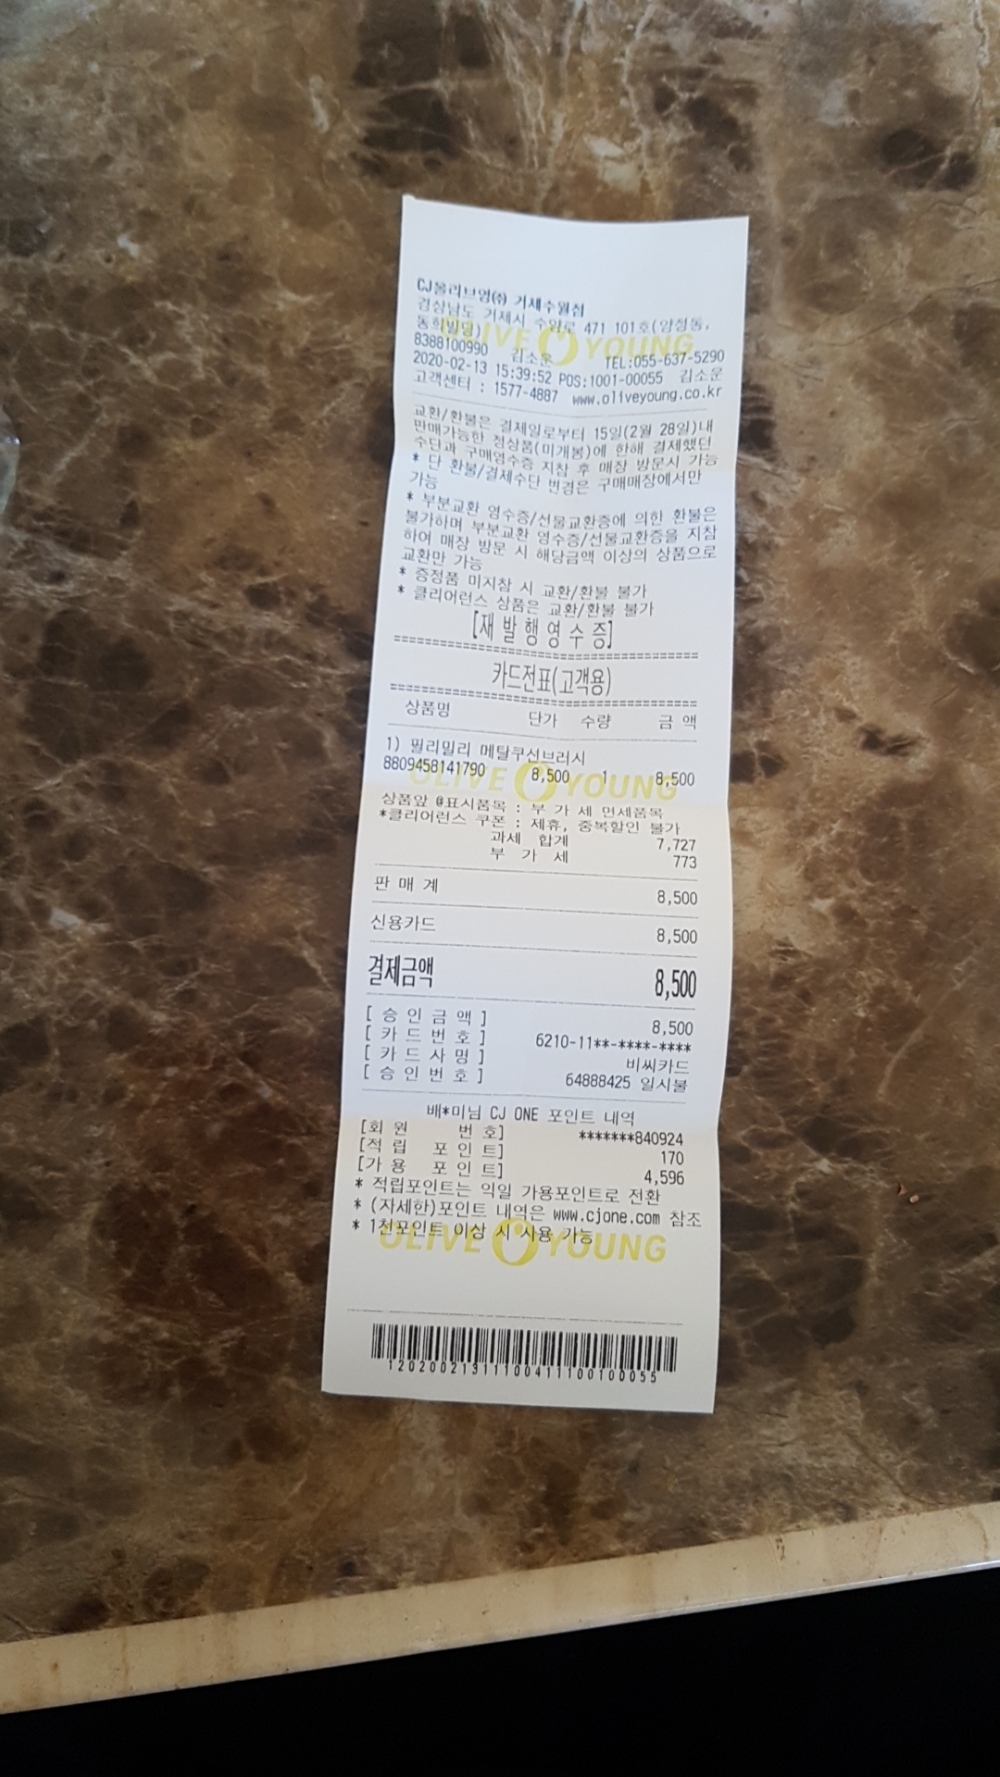 CJ올리브영(주) 거제수월점
경상남도 거제시 수월로 471 101호(양정동,
동희빌딩)
8388100990 김소운 TEL:055-637-5290
2020-02-13 15:39:52 POS:1001-00055 김소운
고객센터 : 1577-4887 www.oliveyoung.co.kr
OLIVE YOUNG
교환/환불은 결제일로부터 15일(2월 28일)내
판매가능한 정상품(미개봉)에 한해 결제했던
수단과 구매영수증 지참 후 매장 방문시 가능
* 단 환불/결제수단 변경은 구매매장에서만
가능
* 부분교환 영수증/선물교환증에 의한 환불은
불가하며 부분교환 영수증/선물교환증을 지참
하여 매장 방문 시 해당금액 이상의 상품으로
교환만 가능
* 증정품 미지참 시 교환/환불 불가
* 클리어런스 상품은 교환/환불 불가
[재발행영수증]
카드전표(고객용)
상품명 단가 수량 금액
1) 필리밀리 메탈쿠션브러시
8809458141790 8,500 1 8,500
OLIVE YOUNG
상품앞 @표시품목 : 부 가 세 면세품목
*클리어런스 쿠폰 : 제휴, 중복할인 불가
과세 합계 7,727
부 가 세 773
판 매 계 8,500
신용카드 8,500
결제금액 8,500
[ 승 인 금 액 ] 8,500
[ 카 드 번 호 ] 6210-11**-****-****
[ 카 드 사 명 ] 비씨카드
[ 승 인 번 호 ] 64888425 일시불
배*미님 CJ ONE 포인트 내역
[회 원 번 호] *******840924
[적 립 포 인 트] 170
[가 용 포 인 트] 4,596
* 적립포인트는 익일 가용포인트로 전환
* (자세한)포인트 내역은 www.cjone.com 참조
* 1천포인트 이상 시 사용 가능
OLIVE YOUNG
1202002131110041110010​0055